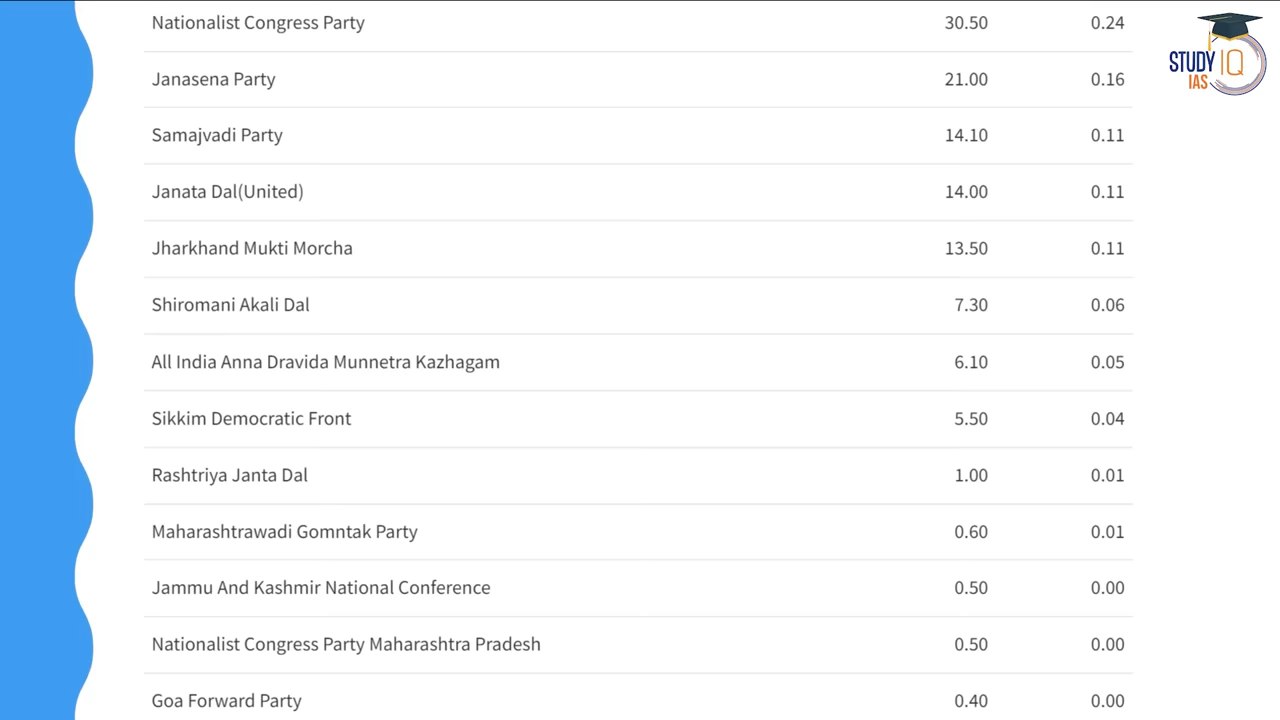 Nationalist Congress Party 30.50 0.24
Janasena Party 21.00 0.16
Samajvadi Party 14.10 0.11
Janata Dal(United) 14.00 0.11
Jharkhand Mukti Morcha 13.50 0.11
Shiromani Akali Dal 7.30 0.06
All India Anna Dravida Munnetra Kazhagam 6.10 0.05
Sikkim Democratic Front 5.50 0.04
Rashtriya Janta Dal 1.00 0.01
Maharashtrawadi Gomntak Party 0.60 0.01
Jammu And Kashmir National Conference 0.50 0.00
Nationalist Congress Party Maharashtra Pradesh 0.50 0.00
Goa Forward Party 0.40 0.00
STUDY IQ
IAS